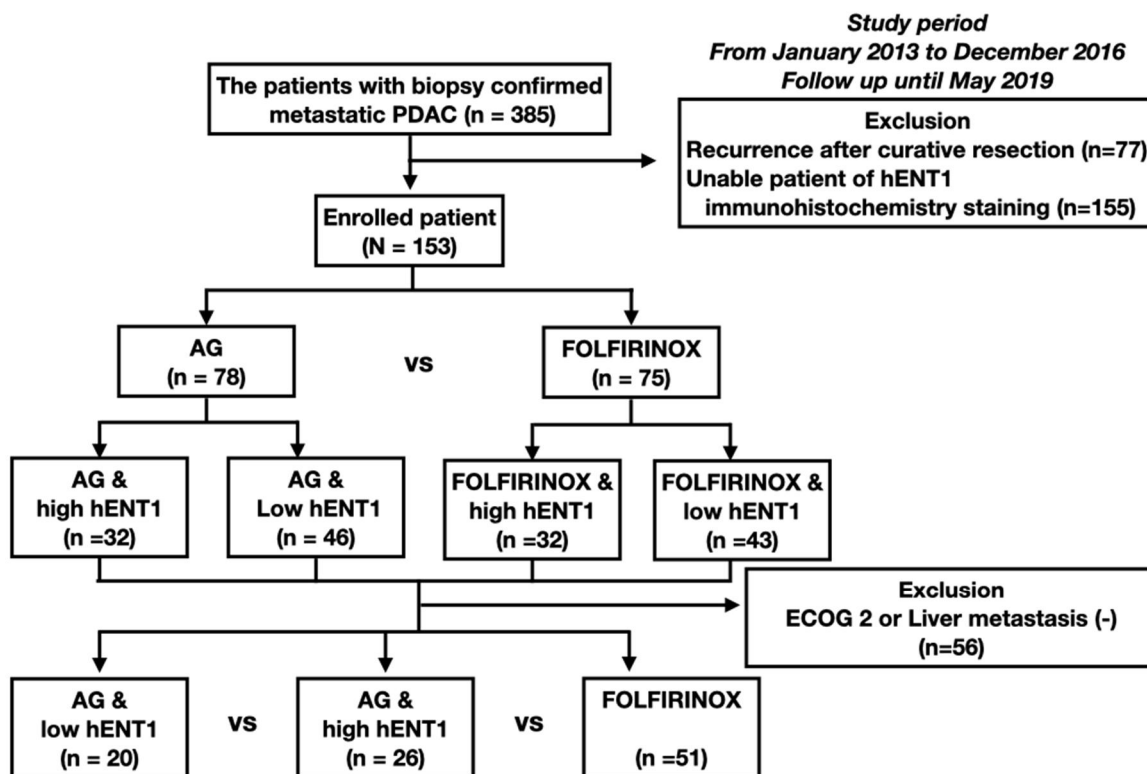 Study period
From January 2013 to December 2016
Follow up until May 2019
The patients with biopsy confirmed
metastatic PDAC (n = 385)
Exclusion
Recurrence after curative resection (n=77)
Unable patient of hENT1
immunohistochemistry staining (n=155)
Enrolled patient
(N = 153)
AG
(n = 78)
vs
FOLFIRINOX
(n = 75)
AG &
high hENT1
(n =32)
AG &
Low hENT1
(n = 46)
FOLFIRINOX &
high hENT1
(n =32)
FOLFIRINOX &
low hENT1
(n =43)
Exclusion
ECOG 2 or Liver metastasis (-)
(n=56)
AG &
low hENT1
(n = 20)
vs
AG &
high hENT1
(n = 26)
vs
FOLFIRINOX
(n =51)